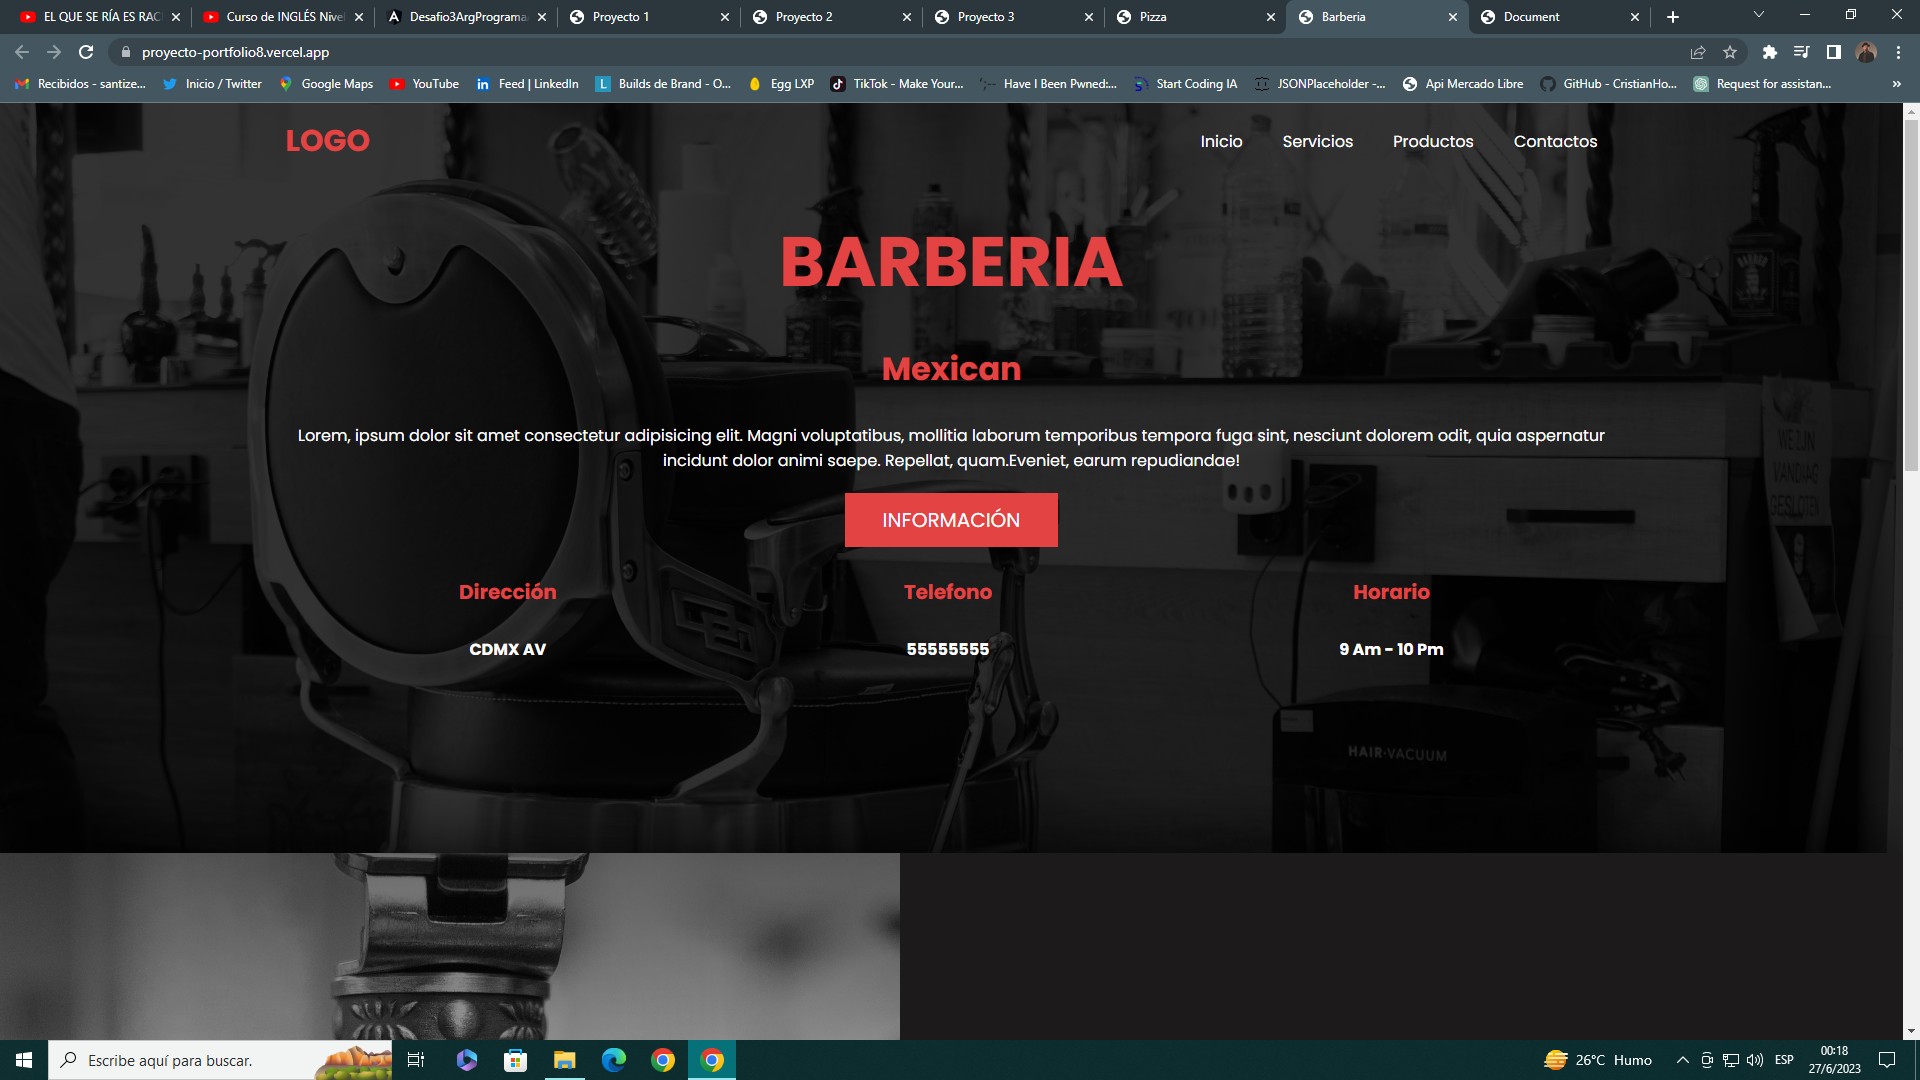 EL QUE SE RÍA ES RAC
Curso de INGLÉS Nive
Desafio3ArgPrograma
Proyecto 1
Proyecto 2
Proyecto 3
Pizza
Barberia
Document
proyecto-portfolio8.vercel.app
Recibidos - santize...
Inicio / Twitter
Google Maps
YouTube
Feed | LinkedIn
Builds de Brand - O...
Egg LXP
TikTok - Make Your...
Have I Been Pwned:...
Start Coding IA
JSONPlaceholder -...
Api Mercado Libre
GitHub - CristianHo...
Request for assistan...
»
LOGO
Inicio
Servicios
Productos
Contactos
BARBERIA
Mexican
Lorem, ipsum dolor sit amet consectetur adipisicing elit. Magni voluptatibus, mollitia laborum temporibus tempora fuga sint, nesciunt dolorem odit, quia aspernatur
incidunt dolor animi saepe. Repellat, quam.Eveniet, earum repudiandae!
INFORMACIÓN
Dirección
Telefono
Horario
CDMX AV
55555555
9 Am - 10 Pm
WE ZIJN
VANDAAG
GESLOTEN
HAIR·VACUUM
Escribe aquí para buscar.
26°C Humo
ESP
00:18
27/6/2023